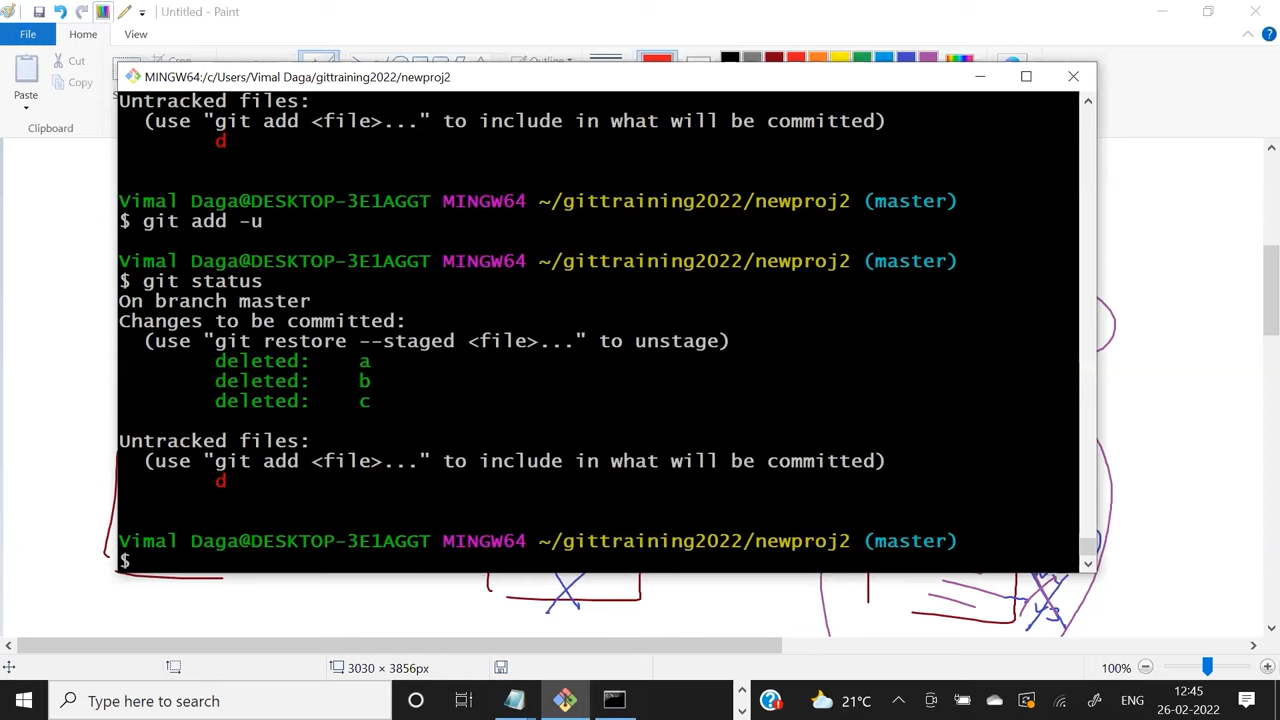 Untitled - Paint
File
Home
View
Paste
Cut
Crop
Copy
Outline
Clipboard
MINGW64:/c/Users/Vimal Daga/gittraining2022/newproj2
Untracked files:
(use "git add <file>..." to include in what will be committed)
d
Vimal Daga@DESKTOP-3E1AGGT MINGW64 ~/gittraining2022/newproj2 (master)
$ git add -u
Vimal Daga@DESKTOP-3E1AGGT MINGW64 ~/gittraining2022/newproj2 (master)
$ git status
On branch master
Changes to be committed:
(use "git restore --staged <file>..." to unstage)
deleted: a
deleted: b
deleted: c
Untracked files:
(use "git add <file>..." to include in what will be committed)
d
Vimal Daga@DESKTOP-3E1AGGT MINGW64 ~/gittraining2022/newproj2 (master)
$
3030 × 3856px
100%
Type here to search
21°C
ENG
12:45
26-02-2022